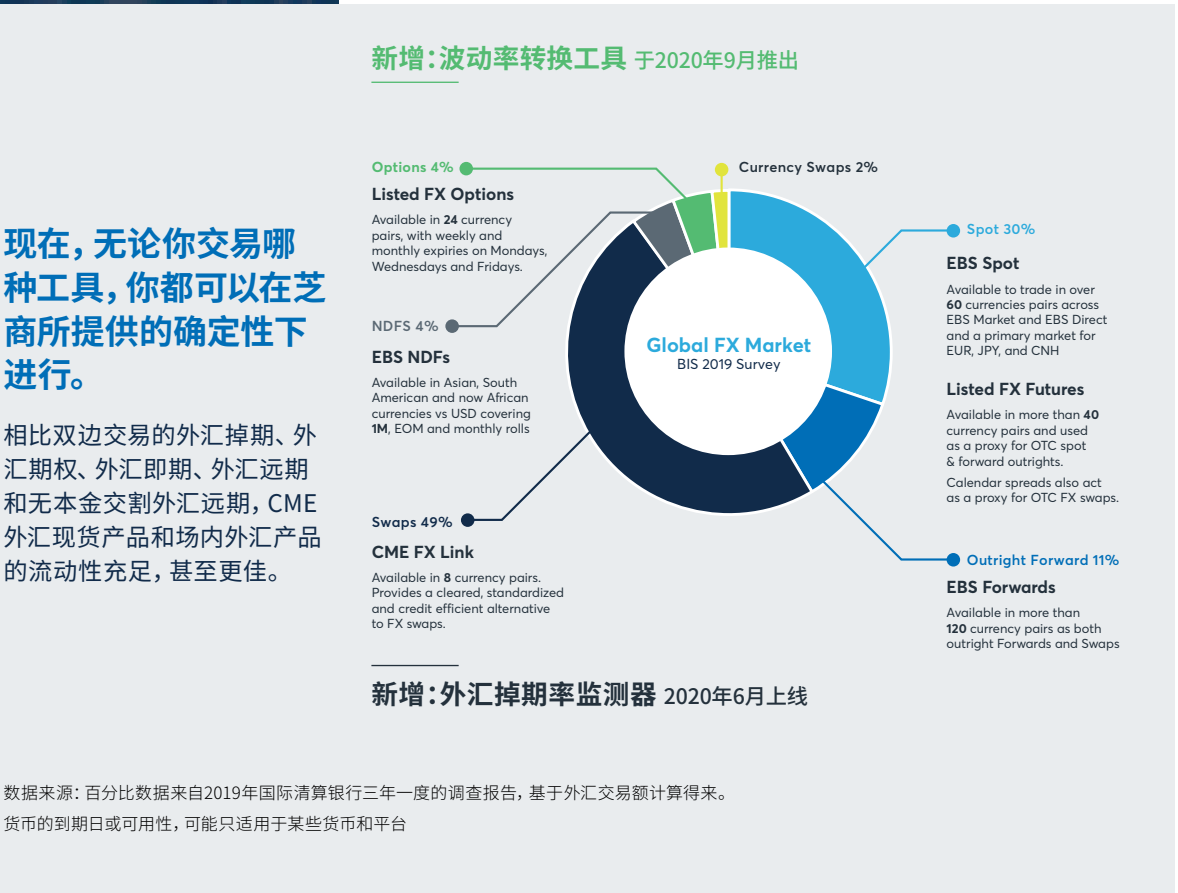 新增：波动率转换工具 于2020年9月推出
现在，无论你交易哪
种工具，你都可以在芝
商所提供的确定性下
进行。
相比双边交易的外汇掉期、外
汇期权、外汇即期、外汇远期
和无本金交割外汇远期，CME
外汇现货产品和场内外汇产品
的流动性充足，甚至更佳。
Options 4%
Listed FX Options
Available in 24 currency
pairs, with weekly and
monthly expiries on Mondays,
Wednesdays and Fridays.
NDFS 4%
EBS NDFs
Available in Asian, South
American and now African
currencies vs USD covering
1M, EOM and monthly rolls
Swaps 49%
CME FX Link
Available in 8 currency pairs.
Provides a cleared, standardized
and credit efficient alternative
to FX swaps.
Currency Swaps 2%
Global FX Market
BIS 2019 Survey
Spot 30%
EBS Spot
Available to trade in over
60 currencies pairs across
EBS Market and EBS Direct
and a primary market for
EUR, JPY, and CNH
Listed FX Futures
Available in more than 40
currency pairs and used
as a proxy for OTC spot
& forward outrights.
Calendar spreads also act
as a proxy for OTC FX swaps.
Outright Forward 11%
EBS Forwards
Available in more than
120 currency pairs as both
outright Forwards and Swaps
新增：外汇掉期率监测器 2020年6月上线
数据来源：百分比数据来自2019年国际清算银行三年一度的调查报告，基于外汇交易额计算得来。
货币的到期日或可用性，可能只适用于某些货币和平台